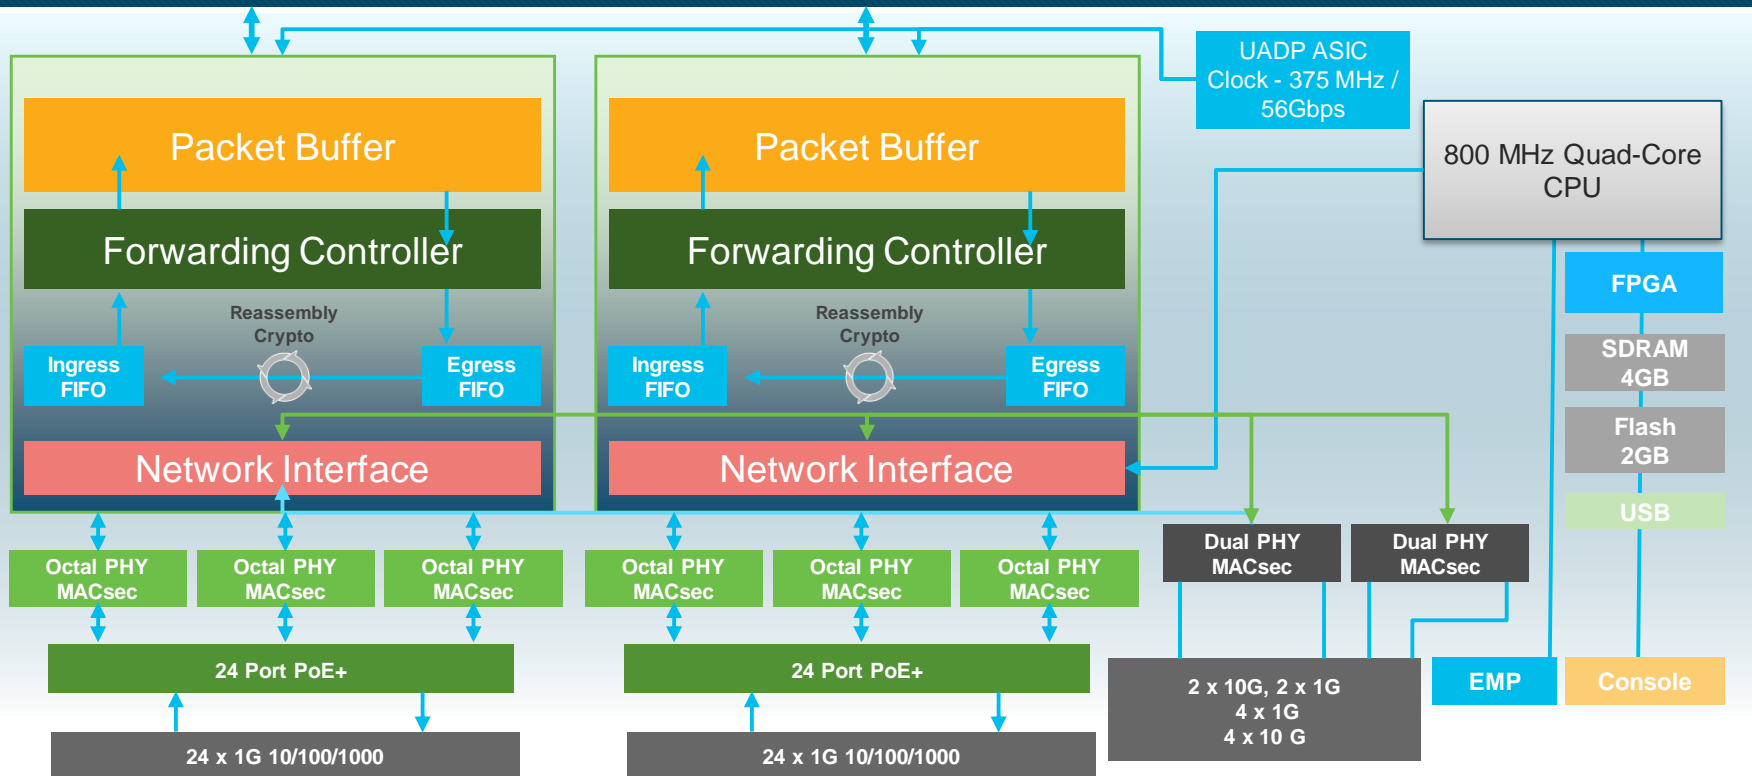 UADP ASIC
Clock - 375 MHz /
56Gbps
Packet Buffer
Packet Buffer
800 MHz Quad-Core
CPU
Forwarding Controller
Forwarding Controller
FPGA
Reassembly
Crypto
Reassembly
Crypto
Ingress
FIFO
Egress
FIFO
Ingress
FIFO
Egress
FIFO
SDRAM
4GB
Flash
2GB
Network Interface
Network Interface
USB
Octal PHY
MACsec
Octal PHY
MACsec
Octal PHY
MACsec
Octal PHY
MACsec
Octal PHY
MACsec
Octal PHY
MACsec
Dual PHY
MACsec
Dual PHY
MACsec
24 Port PoE+
24 Port PoE+
2 x 10G, 2 x 1G
4 x 1G
4 x 10 G
EMP
Console
24 x 1G 10/100/1000
24 x 1G 10/100/1000